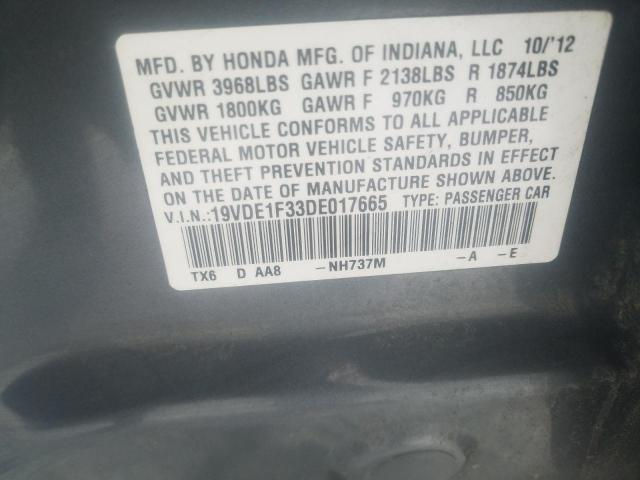 MFD. BY HONDA MFG. OF INDIANA, LLC 10/'12
GVWR 3968LBS GAWR F 2138LBS R 1874LBS
GVWR 1800KG GAWR F 970KG R 850KG
THIS VEHICLE CONFORMS TO ALL APPLICABLE
FEDERAL MOTOR VEHICLE SAFETY, BUMPER,
AND THEFT PREVENTION STANDARDS IN EFFECT
ON THE DATE OF MANUFACTURE SHOWN ABOVE.
V.I.N.:19VDE1F33DE017665 TYPE: PASSENGER CAR
TX6 D AA8 -NH737M -A -E